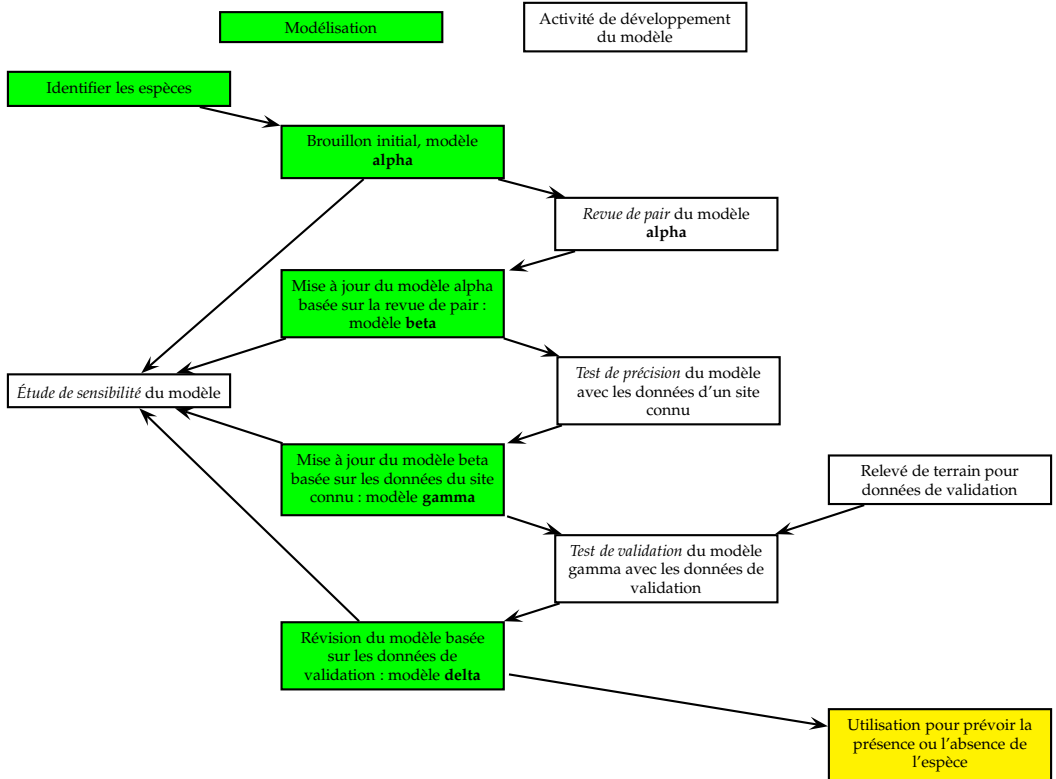 Modélisation
Activité de développement
du modèle
Identifier les espèces
Brouillon initial, modèle
alpha
Revue de pair du modèle
alpha
Mise à jour du modèle alpha
basée sur la revue de pair :
modèle beta
Test de précision du modèle
avec les données d'un site
connu
Étude de sensibilité du modèle
Mise à jour du modèle beta
basée sur les données du site
connu : modèle gamma
Relevé de terrain pour
données de validation
Test de validation du modèle
gamma avec les données de
validation
Révision du modèle basée
sur les données de
validation : modèle delta
Utilisation pour prévoir la
présence ou l'absence de
l'espèce